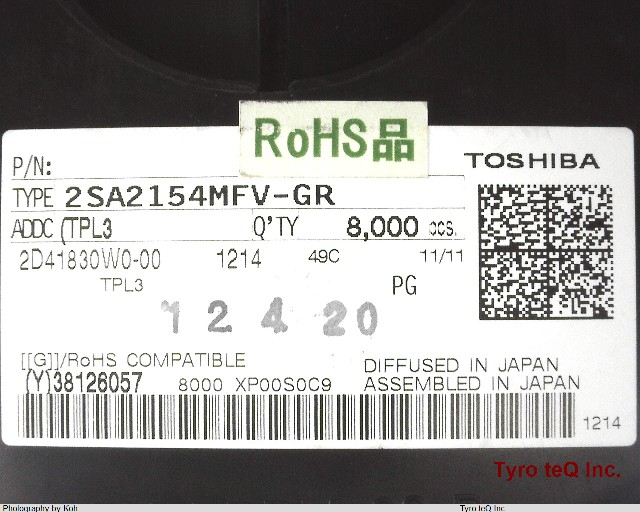 RoHS品
P/N:
TOSHIBA
TYPE 2SA2154MFV-GR
ADDC (TPL3 Q'TY 8,000 pcs.
2D41830W0-00 1214 49C 11/11
TPL3 PG
12 4 20
[[G]]/RoHS COMPATIBLE
DIFFUSED IN JAPAN
(Y)38126057 8000 XP00S0C9 ASSEMBLED IN JAPAN
1214
Tyro teQ Inc.
Photography by Koh Tyro teQ Inc.